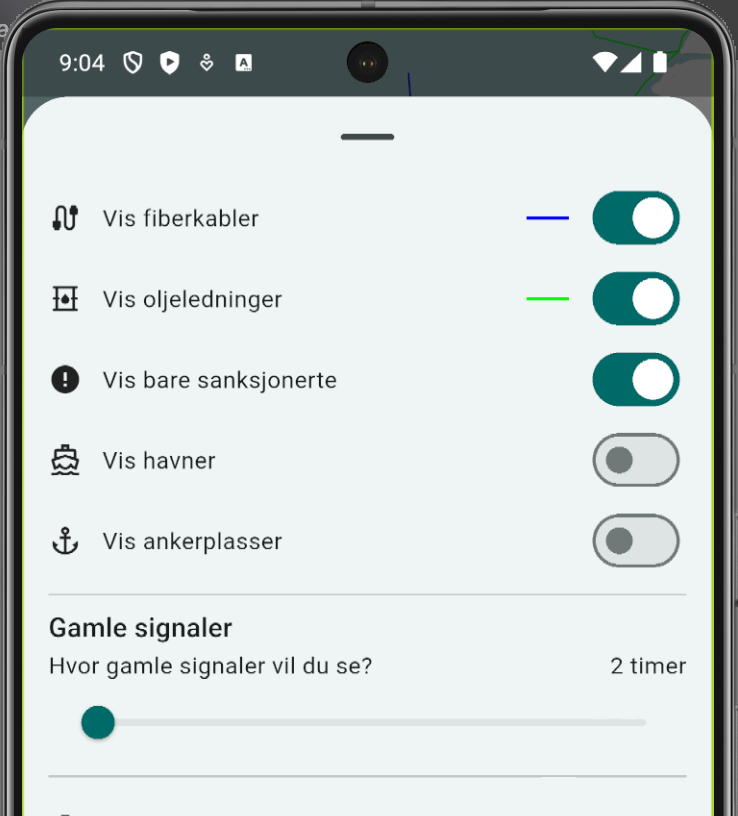 9:04
Vis fiberkabler
Vis oljeledninger
Vis bare sanksjonerte
Vis havner
Vis ankerplasser
Gamle signaler
Hvor gamle signaler vil du se? 2 timer